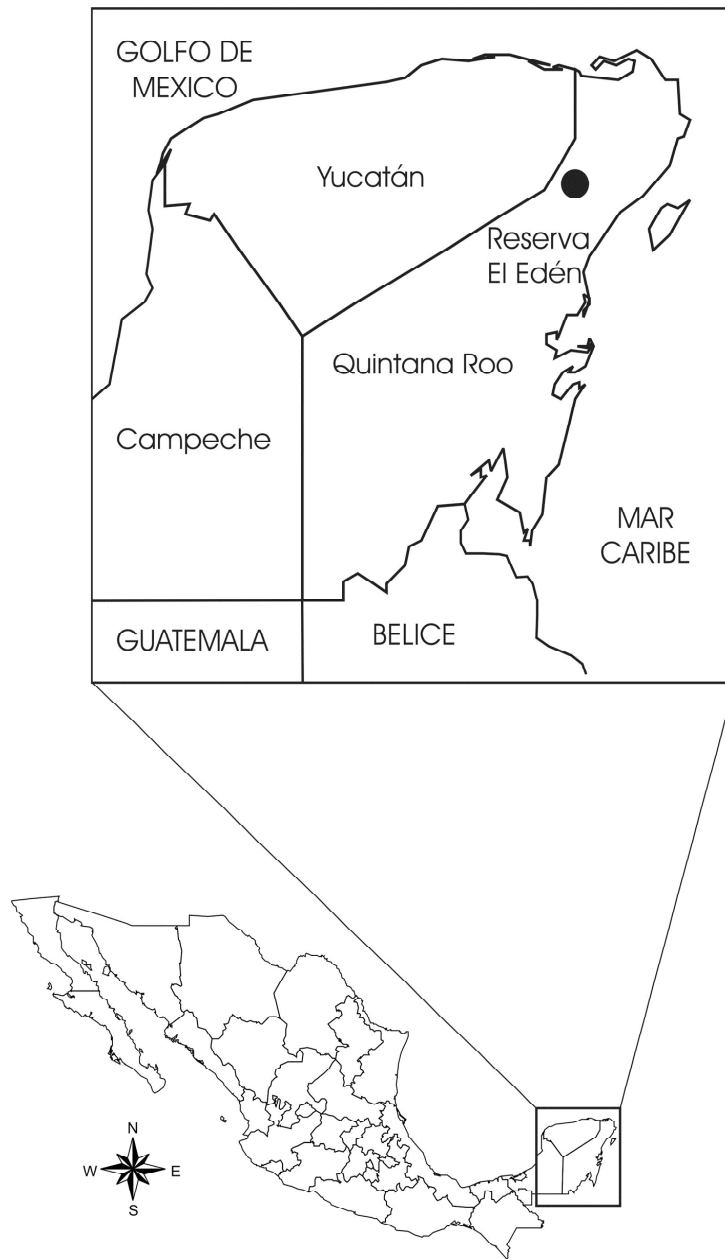 GOLFO DE
MEXICO
Yucatán
Reserva
El Edén
Quintana Roo
Campeche
MAR
CARIBE
GUATEMALA
BELICE
N
W
E
S